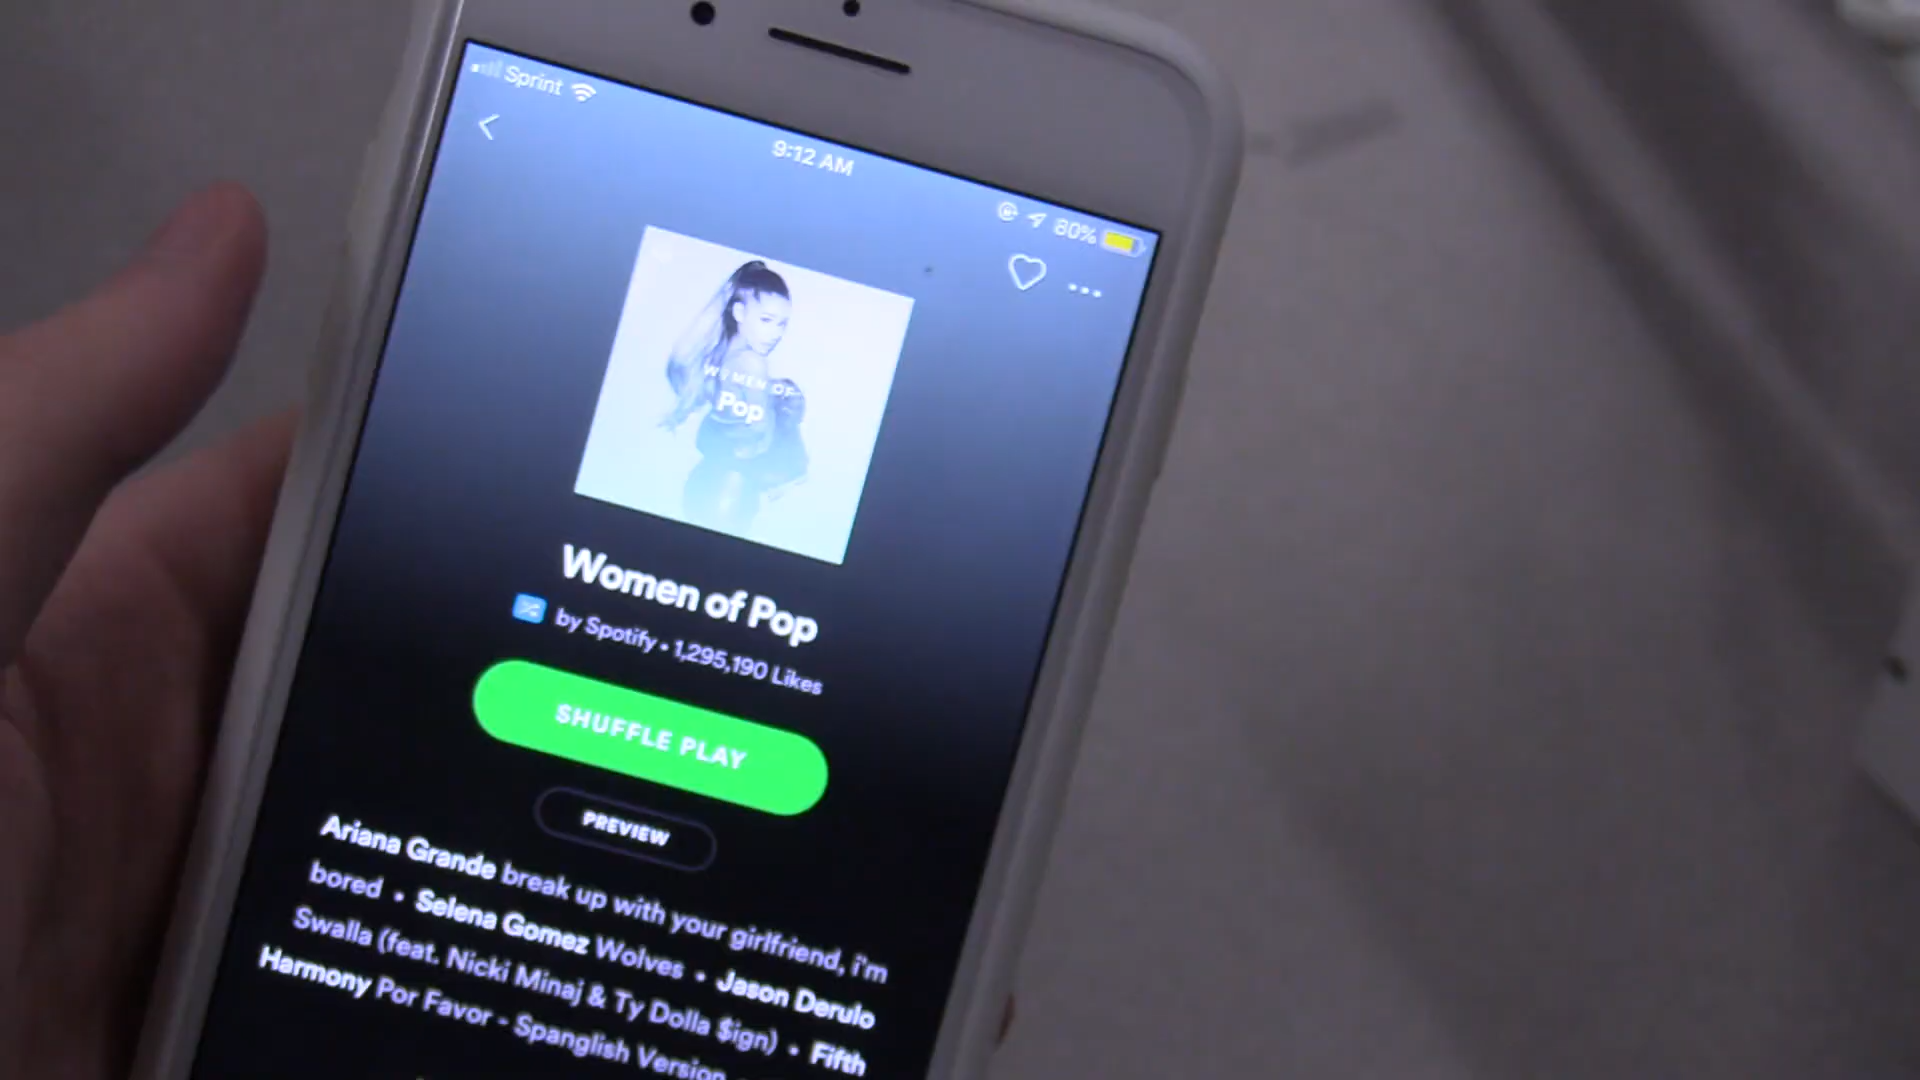 Sprint
9:12 AM
80%
WOMEN OF
Pop
Women of Pop
by Spotify • 1,295,190 Likes
SHUFFLE PLAY
PREVIEW
Ariana Grande break up with your girlfriend, i'm
bored • Selena Gomez Wolves • Jason Derulo
Swalla (feat. Nicki Minaj & Ty Dolla $ign) • Fifth
Harmony Por Favor - Spanglish Version